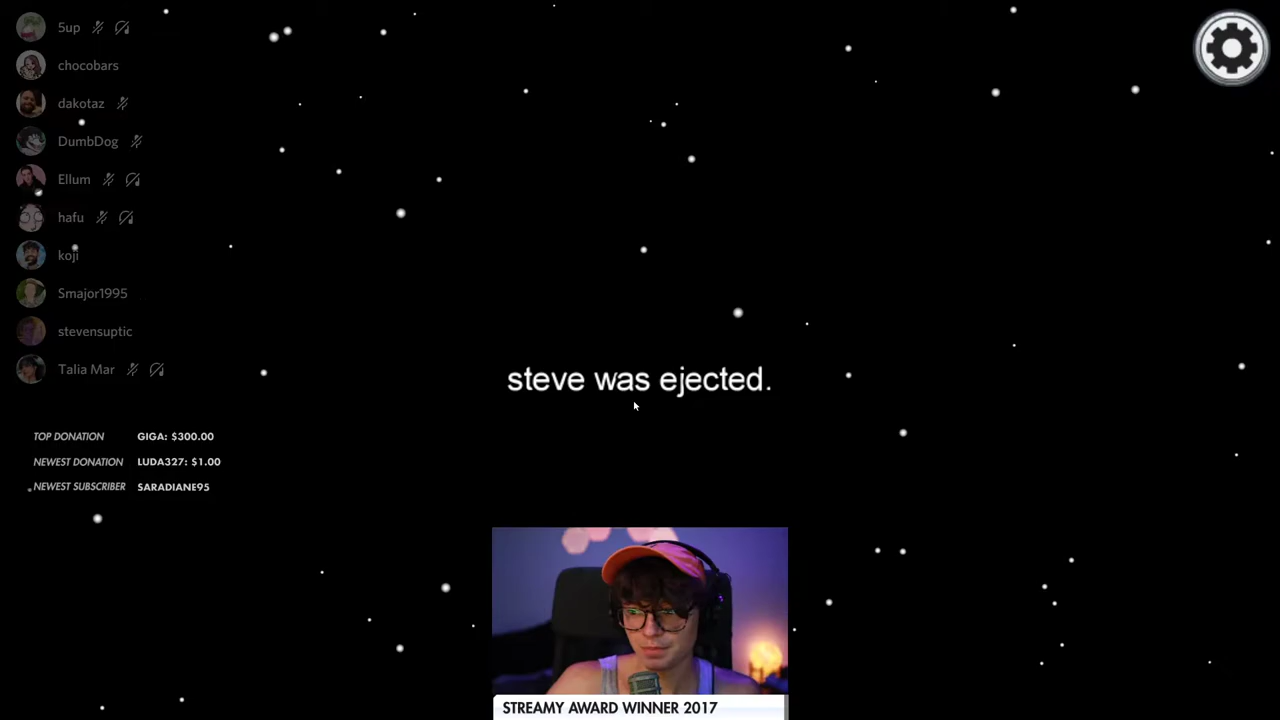 5up
chocobars
dakotaz
DumbDog
Ellum
hafu
koji
Smajor1995
stevensuptic
Talia Mar
steve was ejected.
TOP DONATION GIGA: $300.00
NEWEST DONATION LUDA327: $1.00
NEWEST SUBSCRIBER SARADIANE95
STREAMY AWARD WINNER 2017